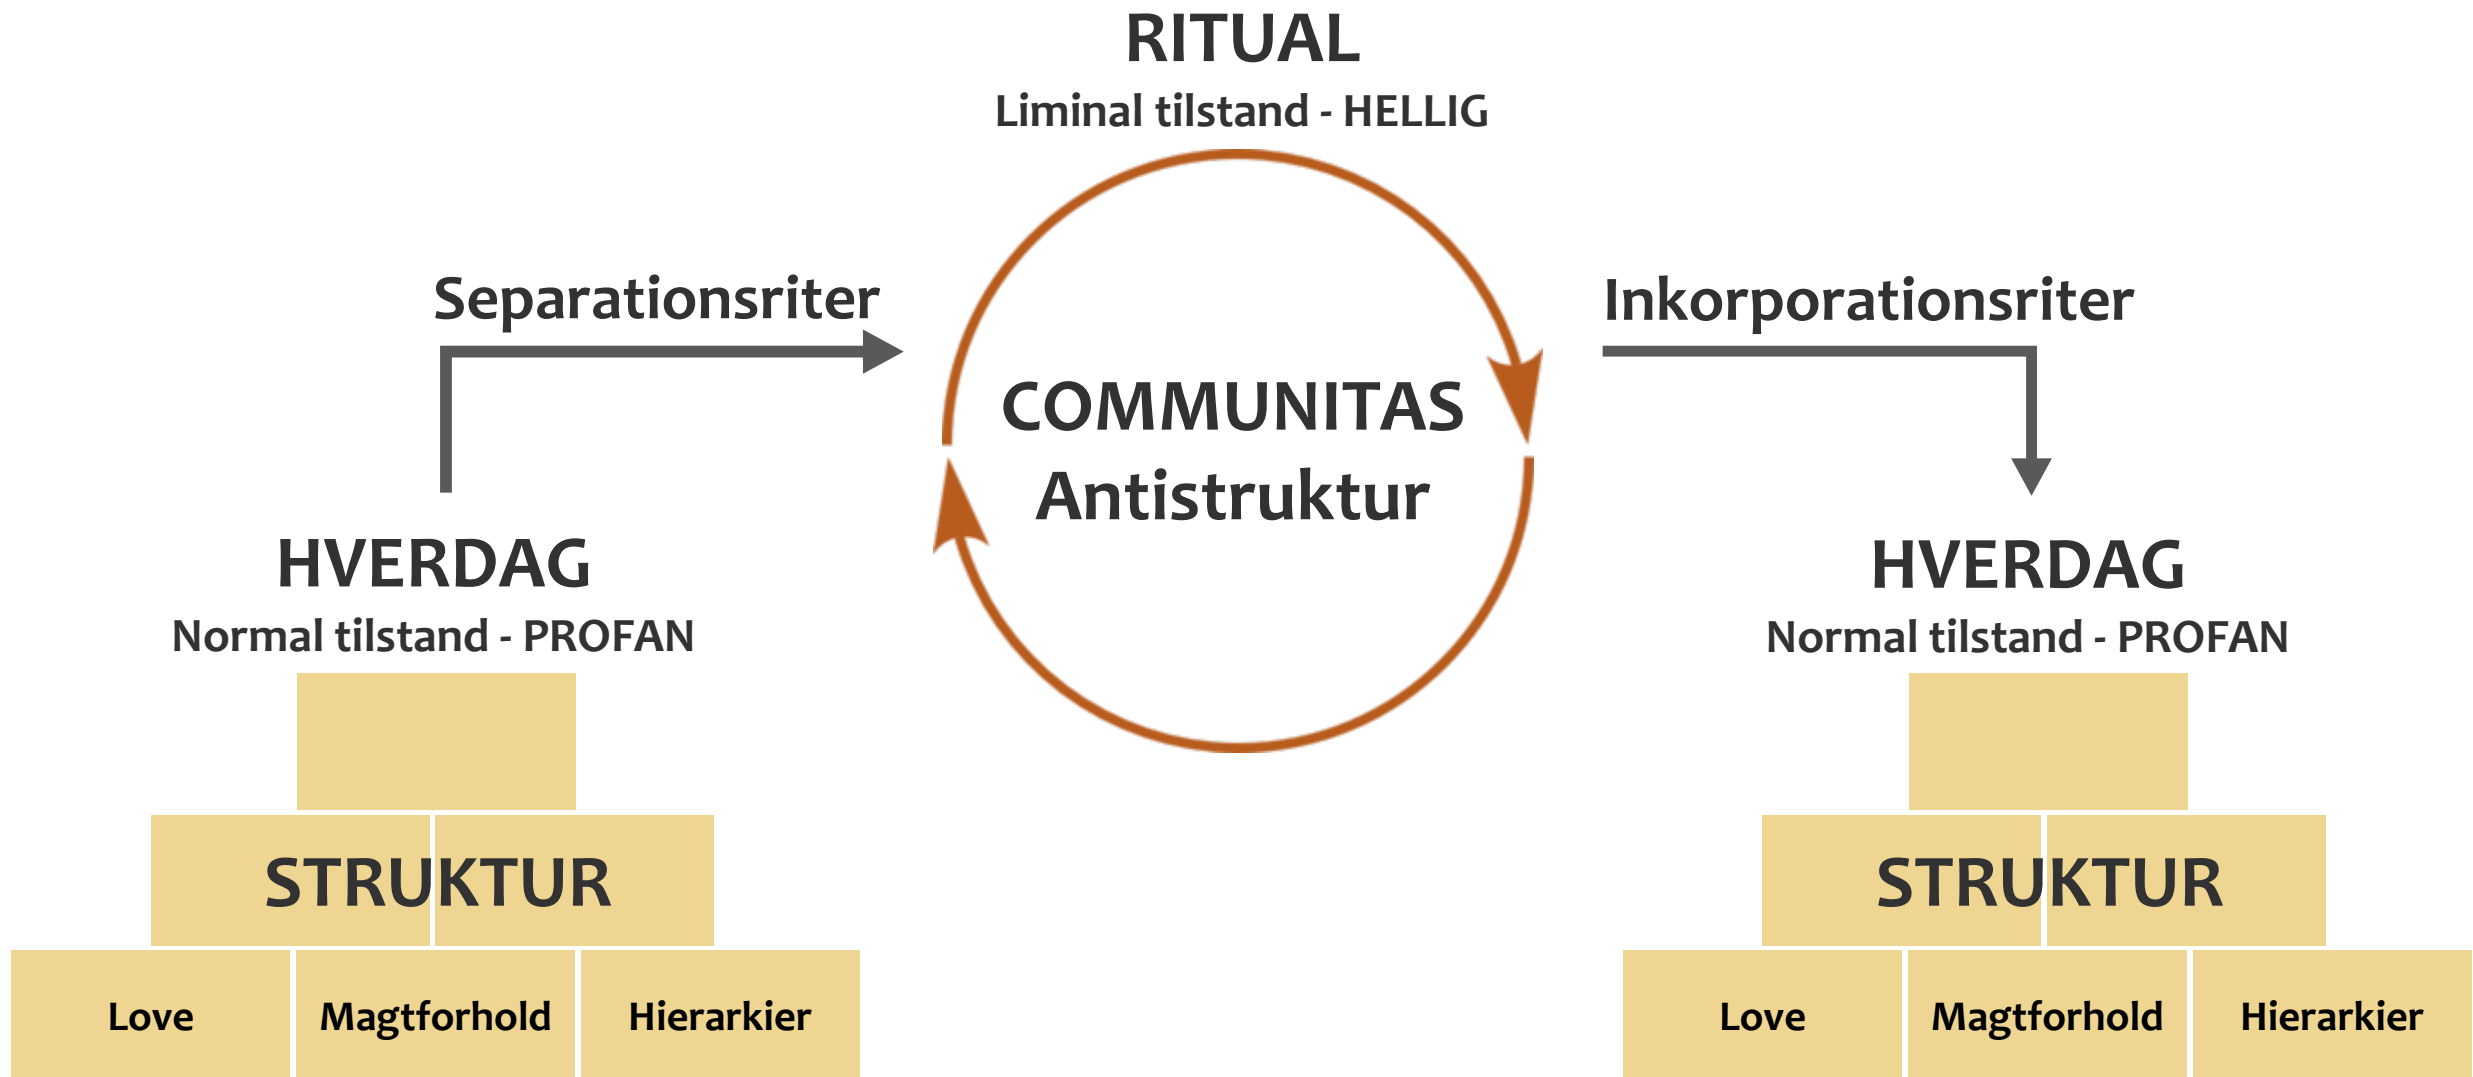 RITUAL
Liminal tilstand - HELLIG
Separationsriter
Inkorporationsriter
COMMUNITAS
Antistruktur
HVERDAG
Normal tilstand - PROFAN
STRUKTUR
Love
Magtforhold
Hierarkier
HVERDAG
Normal tilstand - PROFAN
STRUKTUR
Love
Magtforhold
Hierarkier